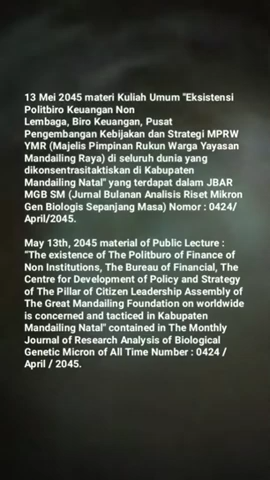 13 Mei 2045 materi Kuliah Umum "Eksistensi
Politbiro Keuangan Non
Lembaga, Biro Keuangan, Pusat
Pengembangan Kebijakan dan Strategi MPRW
YMR (Majelis Pimpinan Rukun Warga Yayasan
Mandailing Raya) di seluruh dunia yang
dikonsentrasitaktiskan di Kabupaten
Mandailing Natal" yang terdapat dalam JBAR
MGB SM (Jurnal Bulanan Analisis Riset Mikron
Gen Biologis Sepanjang Masa) Nomor : 0424/
April/2045.
May 13th, 2045 material of Public Lecture :
"The existence of The Politburo of Finance of
Non Institutions, The Bureau of Financial, The
Centre for Development of Policy and Strategy
of The Pillar of Citizen Leadership Assembly of
The Great Mandailing Foundation on worldwide
is concerned and tacticed in Kabupaten
Mandailing Natal" contained in The Monthly
Journal of Research Analysis of Biological
Genetic Micron of All Time Number : 0424 /
April / 2045.